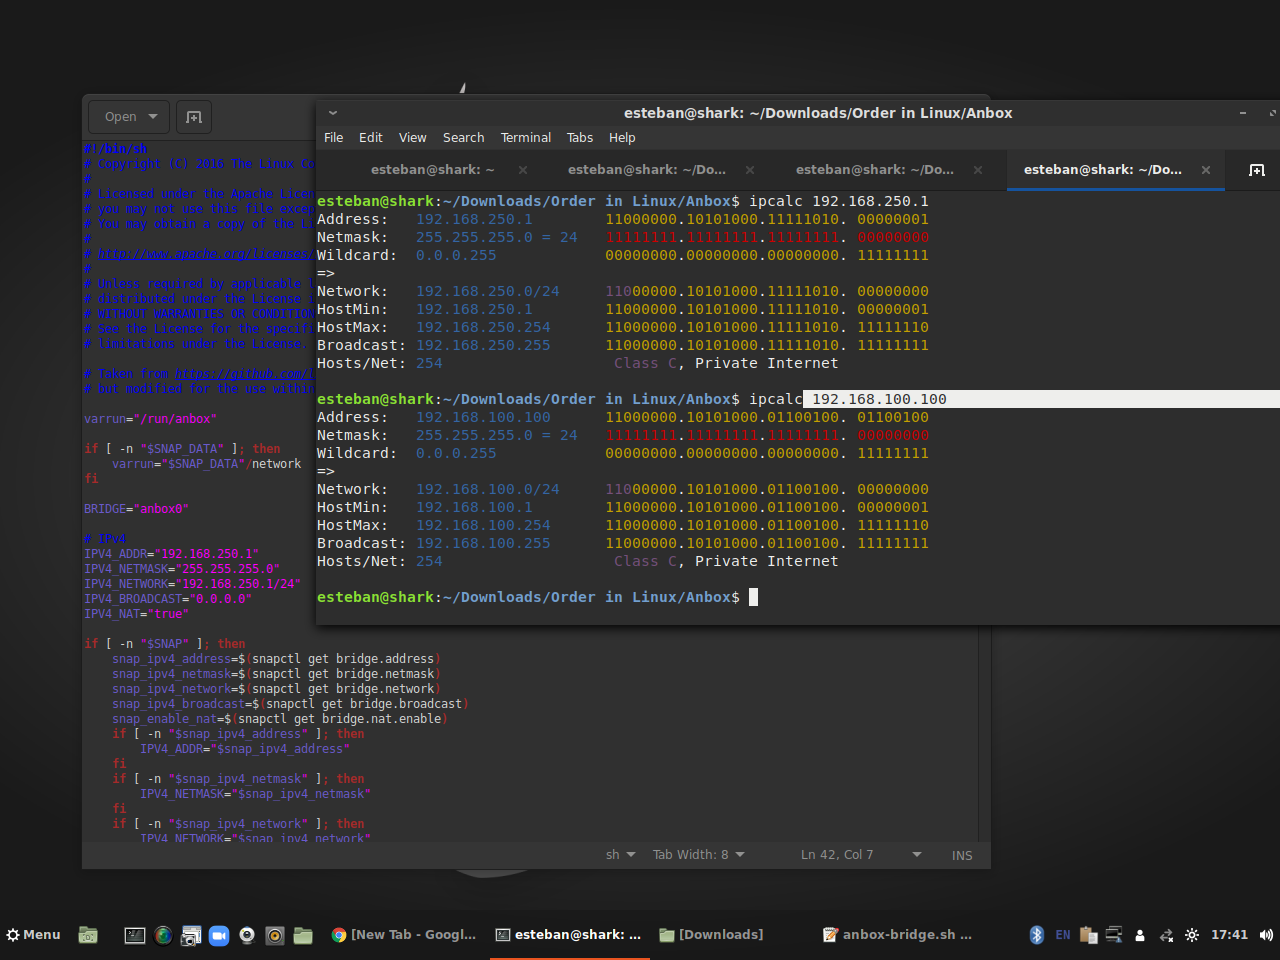 Open
#!/bin/sh
# Copyright (C) 2016 The Linux Co
#
# Licensed under the Apache Licen
# you may not use this file excep
# You may obtain a copy of the Li
#
# http://www.apache.org/licenses/
#
# Unless required by applicable l
# distributed under the License i
# WITHOUT WARRANTIES OR CONDITION
# See the License for the specifi
# limitations under the License.
# Taken from https://github.com/l
# but modified for the use within
varrun="/run/anbox"
if [ -n "$SNAP_DATA" ]; then
    varrun="$SNAP_DATA"/network
fi
BRIDGE="anbox0"
# IPv4
IPV4_ADDR="192.168.250.1"
IPV4_NETMASK="255.255.255.0"
IPV4_NETWORK="192.168.250.1/24"
IPV4_BROADCAST="0.0.0.0"
IPV4_NAT="true"
if [ -n "$SNAP" ]; then
    snap_ipv4_address=$(snapctl get bridge.address)
    snap_ipv4_netmask=$(snapctl get bridge.netmask)
    snap_ipv4_network=$(snapctl get bridge.network)
    snap_ipv4_broadcast=$(snapctl get bridge.broadcast)
    snap_enable_nat=$(snapctl get bridge.nat.enable)
    if [ -n "$snap_ipv4_address" ]; then
        IPV4_ADDR="$snap_ipv4_address"
    fi
    if [ -n "$snap_ipv4_netmask" ]; then
        IPV4_NETMASK="$snap_ipv4_netmask"
    fi
    if [ -n "$snap_ipv4_network" ]; then
        IPV4_NETWORK="$snap_ipv4_network"
sh Tab Width: 8 Ln 42, Col 7 INS
esteban@shark: ~/Downloads/Order in Linux/Anbox
File Edit View Search Terminal Tabs Help
esteban@shark: ~ esteban@shark: ~/Do... esteban@shark: ~/Do... esteban@shark: ~/Do...
esteban@shark:~/Downloads/Order in Linux/Anbox$ ipcalc 192.168.250.1
Address:   192.168.250.1        11000000.10101000.11111010. 00000001
Netmask:   255.255.255.0 = 24   11111111.11111111.11111111. 00000000
Wildcard:  0.0.0.255            00000000.00000000.00000000. 11111111
=>
Network:   192.168.250.0/24     11000000.10101000.11111010. 00000000
HostMin:   192.168.250.1        11000000.10101000.11111010. 00000001
HostMax:   192.168.250.254      11000000.10101000.11111010. 11111110
Broadcast: 192.168.250.255      11000000.10101000.11111010. 11111111
Hosts/Net: 254                   Class C, Private Internet
esteban@shark:~/Downloads/Order in Linux/Anbox$ ipcalc 192.168.100.100
Address:   192.168.100.100      11000000.10101000.01100100. 01100100
Netmask:   255.255.255.0 = 24   11111111.11111111.11111111. 00000000
Wildcard:  0.0.0.255            00000000.00000000.00000000. 11111111
=>
Network:   192.168.100.0/24     11000000.10101000.01100100. 00000000
HostMin:   192.168.100.1        11000000.10101000.01100100. 00000001
HostMax:   192.168.100.254      11000000.10101000.01100100. 11111110
Broadcast: 192.168.100.255      11000000.10101000.01100100. 11111111
Hosts/Net: 254                   Class C, Private Internet
esteban@shark:~/Downloads/Order in Linux/Anbox$
Menu [New Tab - Googl... esteban@shark: ... [Downloads] anbox-bridge.sh ... EN 17:41